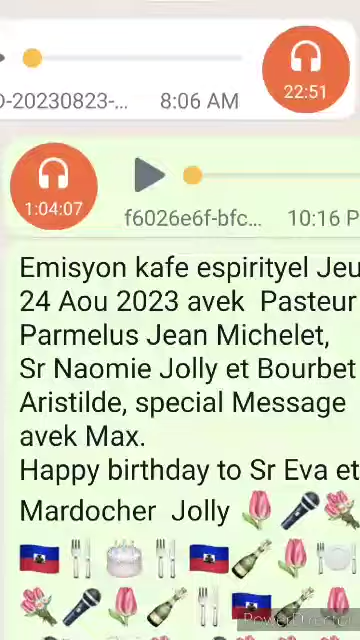 22:51
D-20230823-... 8:06 AM
1:04:07
f6026e6f-bfc... 10:16 P
Emisyon kafe espirityel Jeu
24 Aou 2023 avek Pasteur
Parmelus Jean Michelet,
Sr Naomie Jolly et Bourbet
Aristilde, special Message
avek Max.
Happy birthday to Sr Eva et
Mardocher Jolly 🌷🎤💐
🇭🇹🍴🎂🍴🇭🇹🍾🌷🍽
💐🎤🌷🍾🍴🇭🇹🍾🌷
PowerDirector